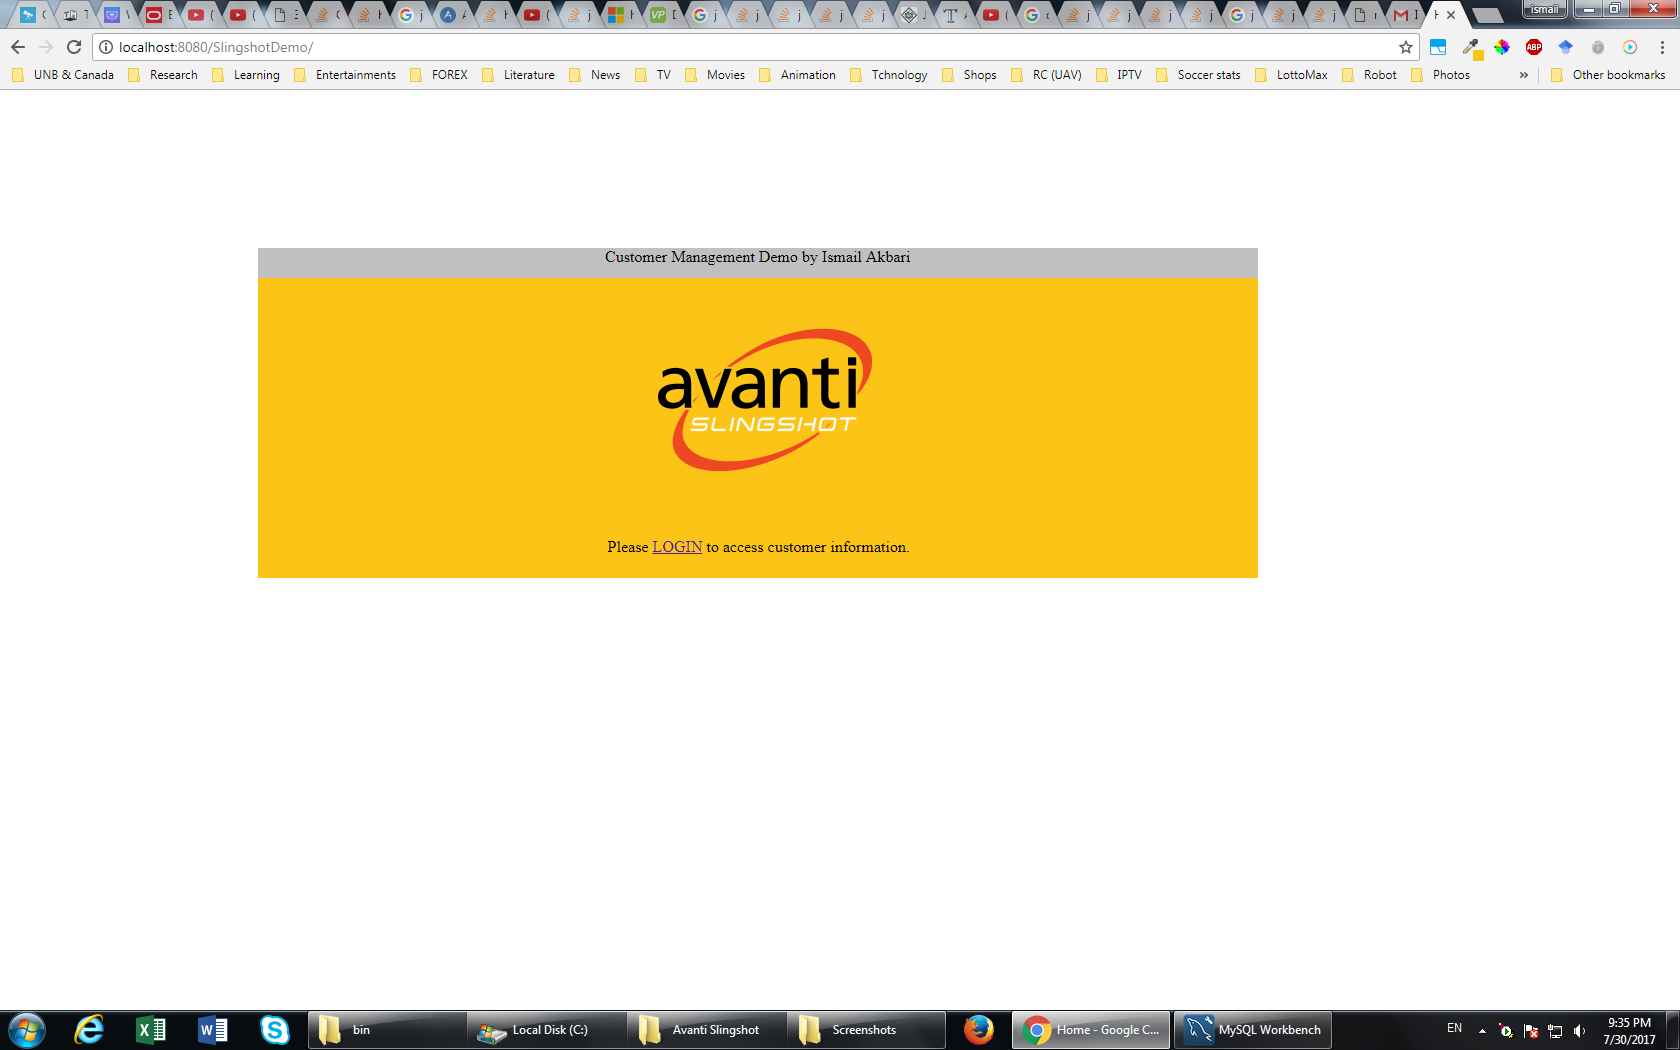 ismail
localhost:8080/SlingshotDemo/
UNB & Canada
Research
Learning
Entertainments
FOREX
Literature
News
TV
Movies
Animation
Tchnology
Shops
RC (UAV)
IPTV
Soccer stats
LottoMax
Robot
Photos
»
Other bookmarks
Customer Management Demo by Ismail Akbari
avanti
SLINGSHOT
Please LOGIN to access customer information.
bin
Local Disk (C:)
Avanti Slingshot
Screenshots
Home - Google C...
MySQL Workbench
EN
9:35 PM
7/30/2017